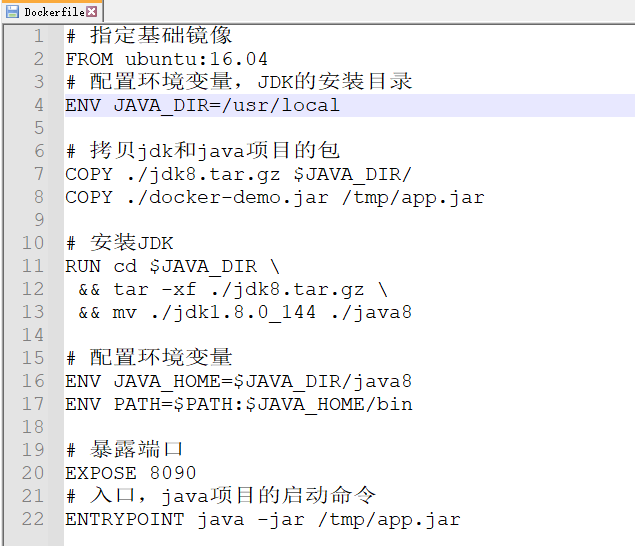 Dockerfile
1 # 指定基础镜像
2 FROM ubuntu:16.04
3 # 配置环境变量，JDK的安装目录
4 ENV JAVA_DIR=/usr/local
5
6 # 拷贝jdk和java项目的包
7 COPY ./jdk8.tar.gz $JAVA_DIR/
8 COPY ./docker-demo.jar /tmp/app.jar
9
10 # 安装JDK
11 RUN cd $JAVA_DIR \
12  && tar -xf ./jdk8.tar.gz \
13  && mv ./jdk1.8.0_144 ./java8
14
15 # 配置环境变量
16 ENV JAVA_HOME=$JAVA_DIR/java8
17 ENV PATH=$PATH:$JAVA_HOME/bin
18
19 # 暴露端口
20 EXPOSE 8090
21 # 入口，java项目的启动命令
22 ENTRYPOINT java -jar /tmp/app.jar